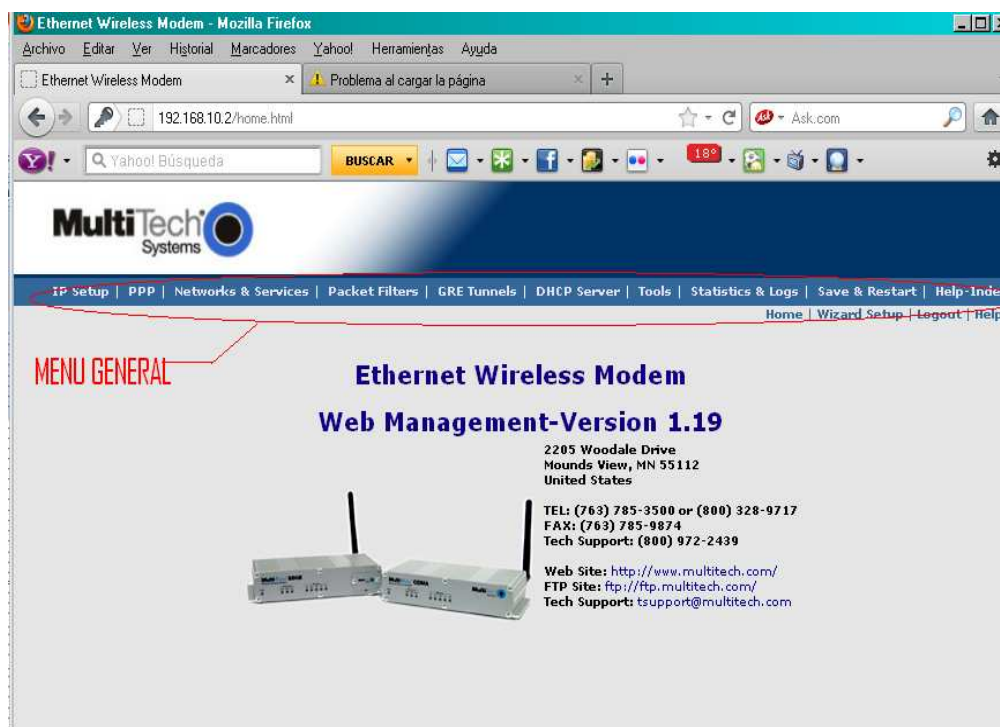 Ethernet Wireless Modem - Mozilla Firefox
Archivo Editar Ver Historial Marcadores Yahoo! Herramientas Ayuda
Ethernet Wireless Modem × Problema al cargar la página × +
192.168.10.2/home.html Ask.com
Yahoo! Búsqueda BUSCAR 18°
MultiTech
Systems
IP Setup | PPP | Networks & Services | Packet Filters | GRE Tunnels | DHCP Server | Tools | Statistics & Logs | Save & Restart | Help-Inde
Home | Wizard Setup | Logout | Help
MENU GENERAL
Ethernet Wireless Modem
Web Management-Version 1.19
2205 Woodale Drive
Mounds View, MN 55112
United States
TEL: (763) 785-3500 or (800) 328-9717
FAX: (763) 785-9874
Tech Support: (800) 972-2439
Web Site: http://www.multitech.com/
FTP Site: ftp://ftp.multitech.com/
Tech Support: tsupport@multitech.com